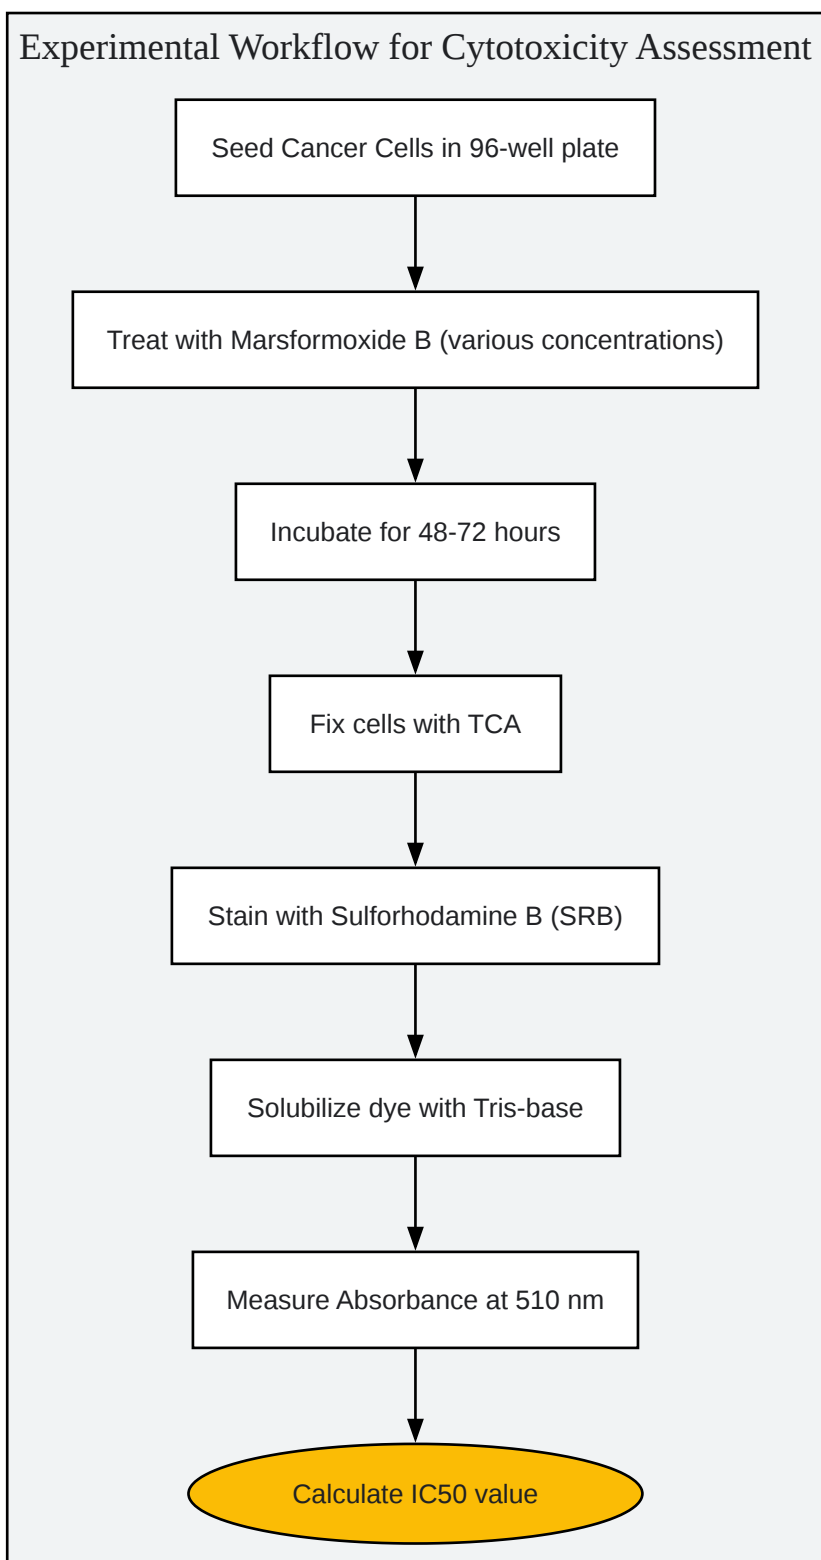 Experimental Workflow for Cytotoxicity Assessment
Seed Cancer Cells in 96-well plate
Treat with Marsformoxide B (various concentrations)
Incubate for 48-72 hours
Fix cells with TCA
Stain with Sulforhodamine B (SRB)
Solubilize dye with Tris-base
Measure Absorbance at 510 nm
Calculate IC50 value